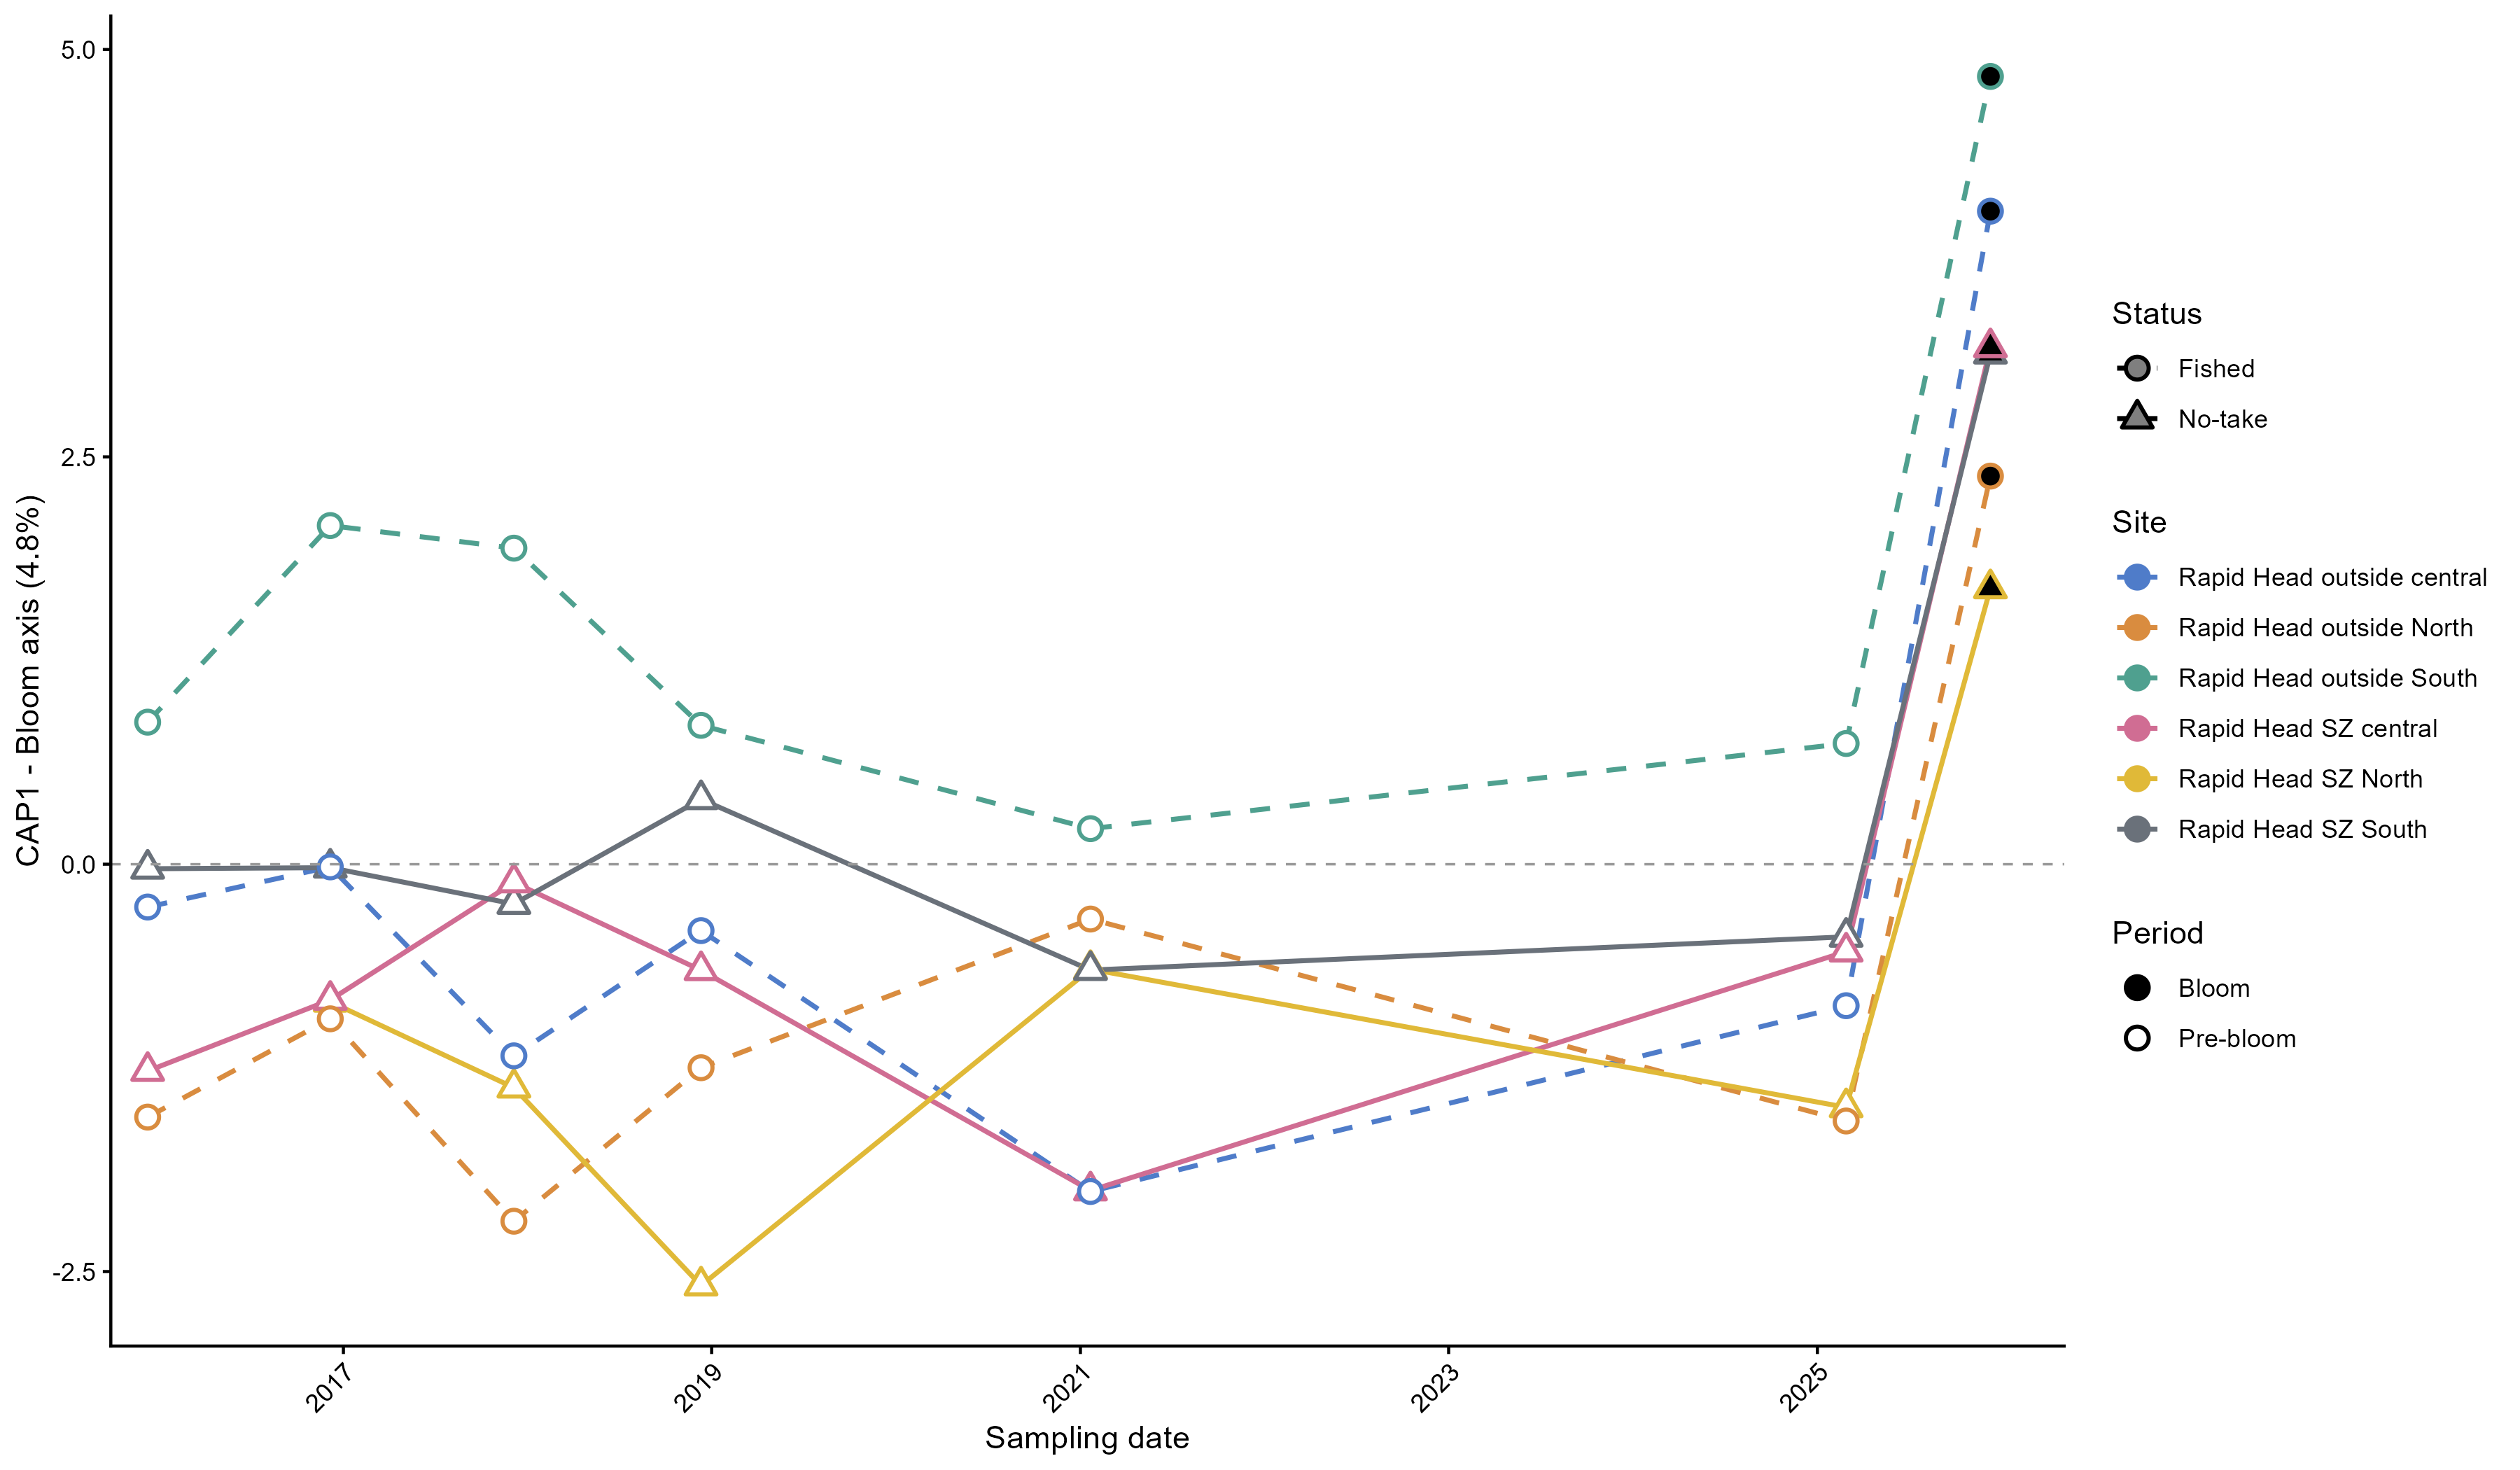 CAP1 - Bloom axis (4.8%)
5.0
2.5
0.0
-2.5
2017
2019
2021
2023
2025
Sampling date
Status
Fished
No-take
Site
Rapid Head outside central
Rapid Head outside North
Rapid Head outside South
Rapid Head SZ central
Rapid Head SZ North
Rapid Head SZ South
Period
Bloom
Pre-bloom